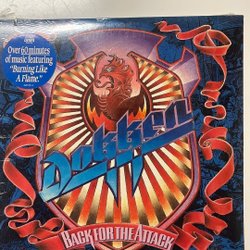 Over 60 minutes
of music featuring
"Burning Like
A Flame."
Dokken
BACK FOR THE ATTACK